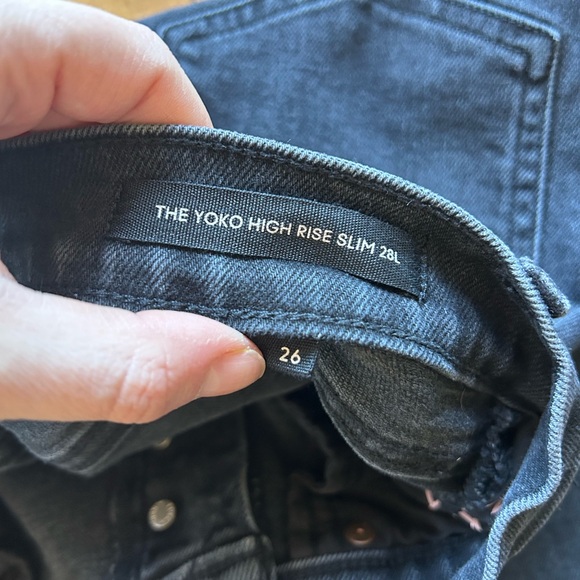 THE YOKO HIGH RISE SLIM 28L
26